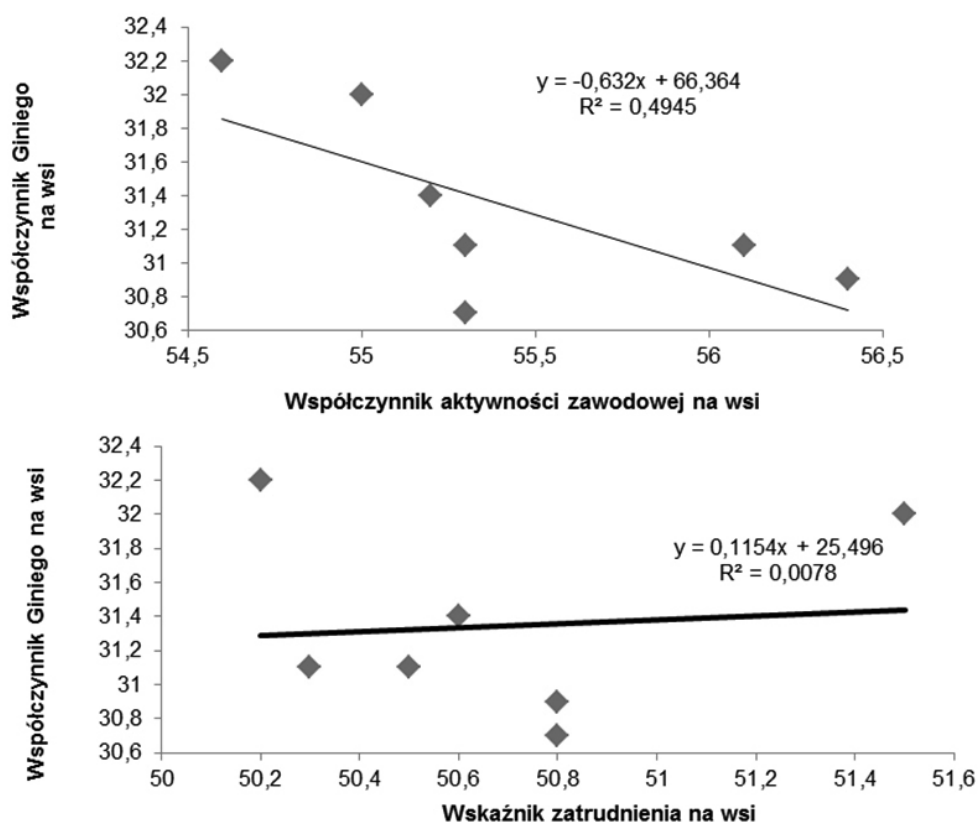 32,4
32,2
32
31,8
31,6
31,4
31,2
31
30,8
30,6
Współczynnik Giniego
na wsi
y = -0,632x + 66,364
R² = 0,4945
54,5 55 55,5 56 56,5
Współczynnik aktywności zawodowej na wsi
32,4
32,2
32
31,8
31,6
31,4
31,2
31
30,8
30,6
Współczynnik Giniego na wsi
y = 0,1154x + 25,496
R² = 0,0078
50 50,2 50,4 50,6 50,8 51 51,2 51,4 51,6
Wskaźnik zatrudnienia na wsi